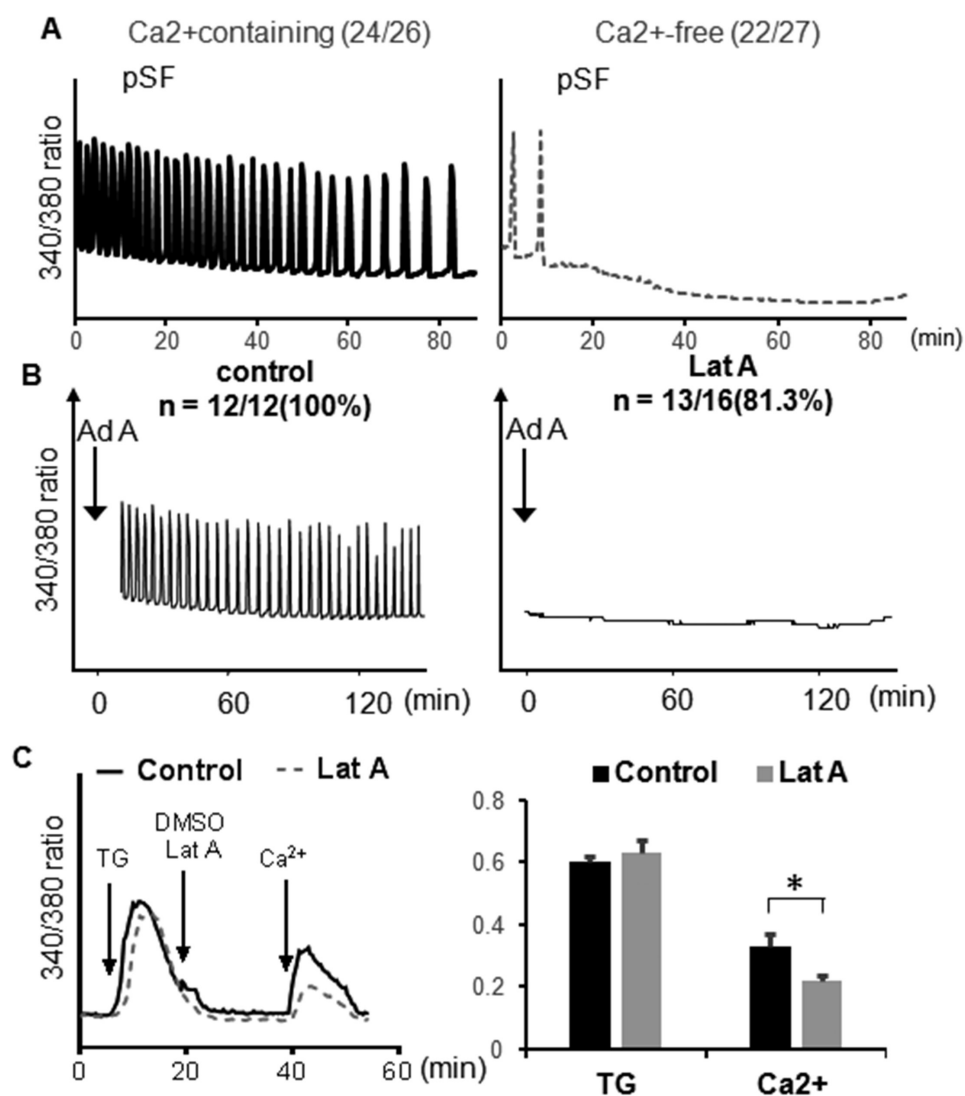 A
Ca2+containing (24/26)
Ca2+-free (22/27)
pSF
pSF
340/380 ratio
0 20 40 60 80
0 20 40 60 80 (min)
B
control
n = 12/12(100%)
Lat A
n = 13/16(81.3%)
Ad A
Ad A
340/380 ratio
0 60 120 (min)
0 60 120 (min)
C
Control Lat A
TG
DMSO
Lat A
Ca²⁺
340/380 ratio
0 20 40 60 (min)
Control Lat A
0.8
0.6
0.4
0.2
0
*
TG Ca2+